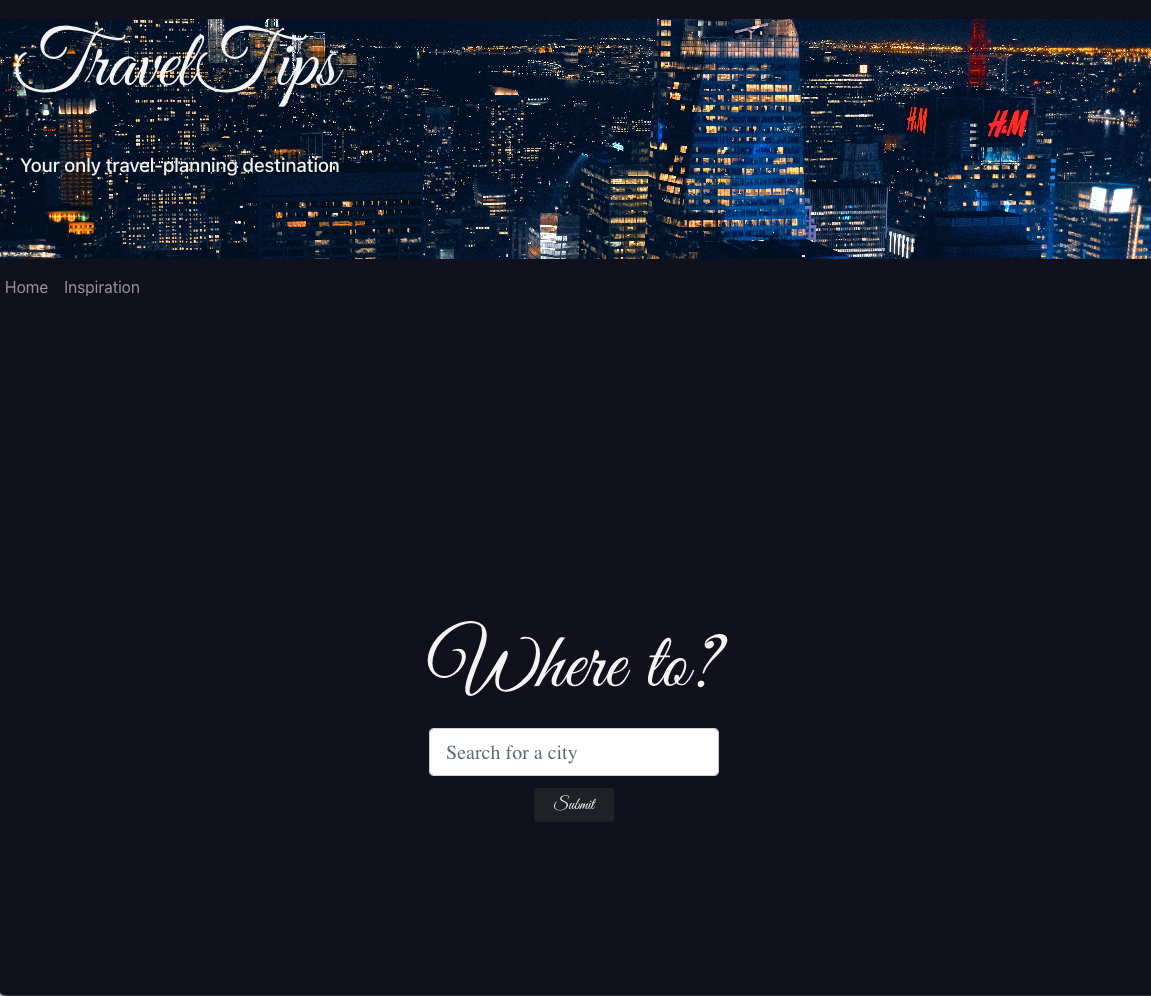 TravelTips
H&M
H&M
Your only travel-planning destination
Home Inspiration
Where to?
Search for a city
Submit